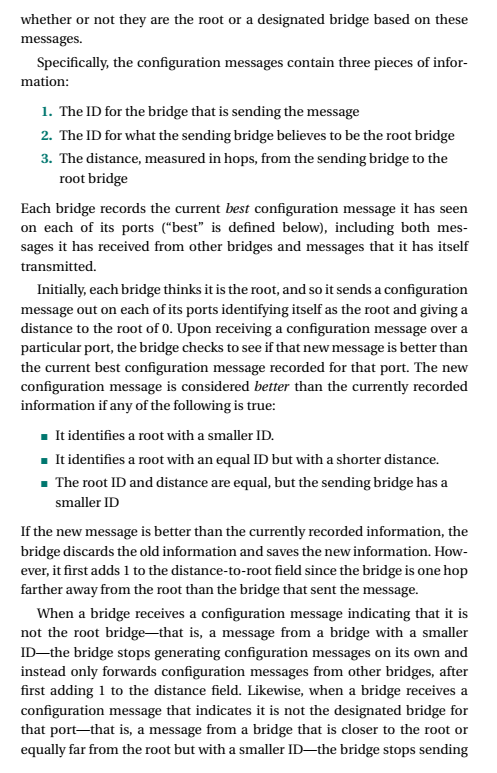 whether or not they are the root or a designated bridge based on these
messages.
Specifically, the configuration messages contain three pieces of infor-
mation:
1. The ID for the bridge that is sending the message
2. The ID for what the sending bridge believes to be the root bridge
3. The distance, measured in hops, from the sending bridge to the
root bridge
Each bridge records the current best configuration message it has seen
on each of its ports (“best” is defined below), including both mes-
sages it has received from other bridges and messages that it has itself
transmitted.
Initially, each bridge thinks it is the root, and so it sends a configuration
message out on each of its ports identifying itself as the root and giving a
distance to the root of 0. Upon receiving a configuration message over a
particular port, the bridge checks to see if that new message is better than
the current best configuration message recorded for that port. The new
configuration message is considered better than the currently recorded
information if any of the following is true:
■ It identifies a root with a smaller ID.
■ It identifies a root with an equal ID but with a shorter distance.
■ The root ID and distance are equal, but the sending bridge has a
smaller ID
If the new message is better than the currently recorded information, the
bridge discards the old information and saves the new information. How-
ever, it first adds 1 to the distance-to-root field since the bridge is one hop
farther away from the root than the bridge that sent the message.
When a bridge receives a configuration message indicating that it is
not the root bridge—that is, a message from a bridge with a smaller
ID—the bridge stops generating configuration messages on its own and
instead only forwards configuration messages from other bridges, after
first adding 1 to the distance field. Likewise, when a bridge receives a
configuration message that indicates it is not the designated bridge for
that port—that is, a message from a bridge that is closer to the root or
equally far from the root but with a smaller ID—the bridge stops sending